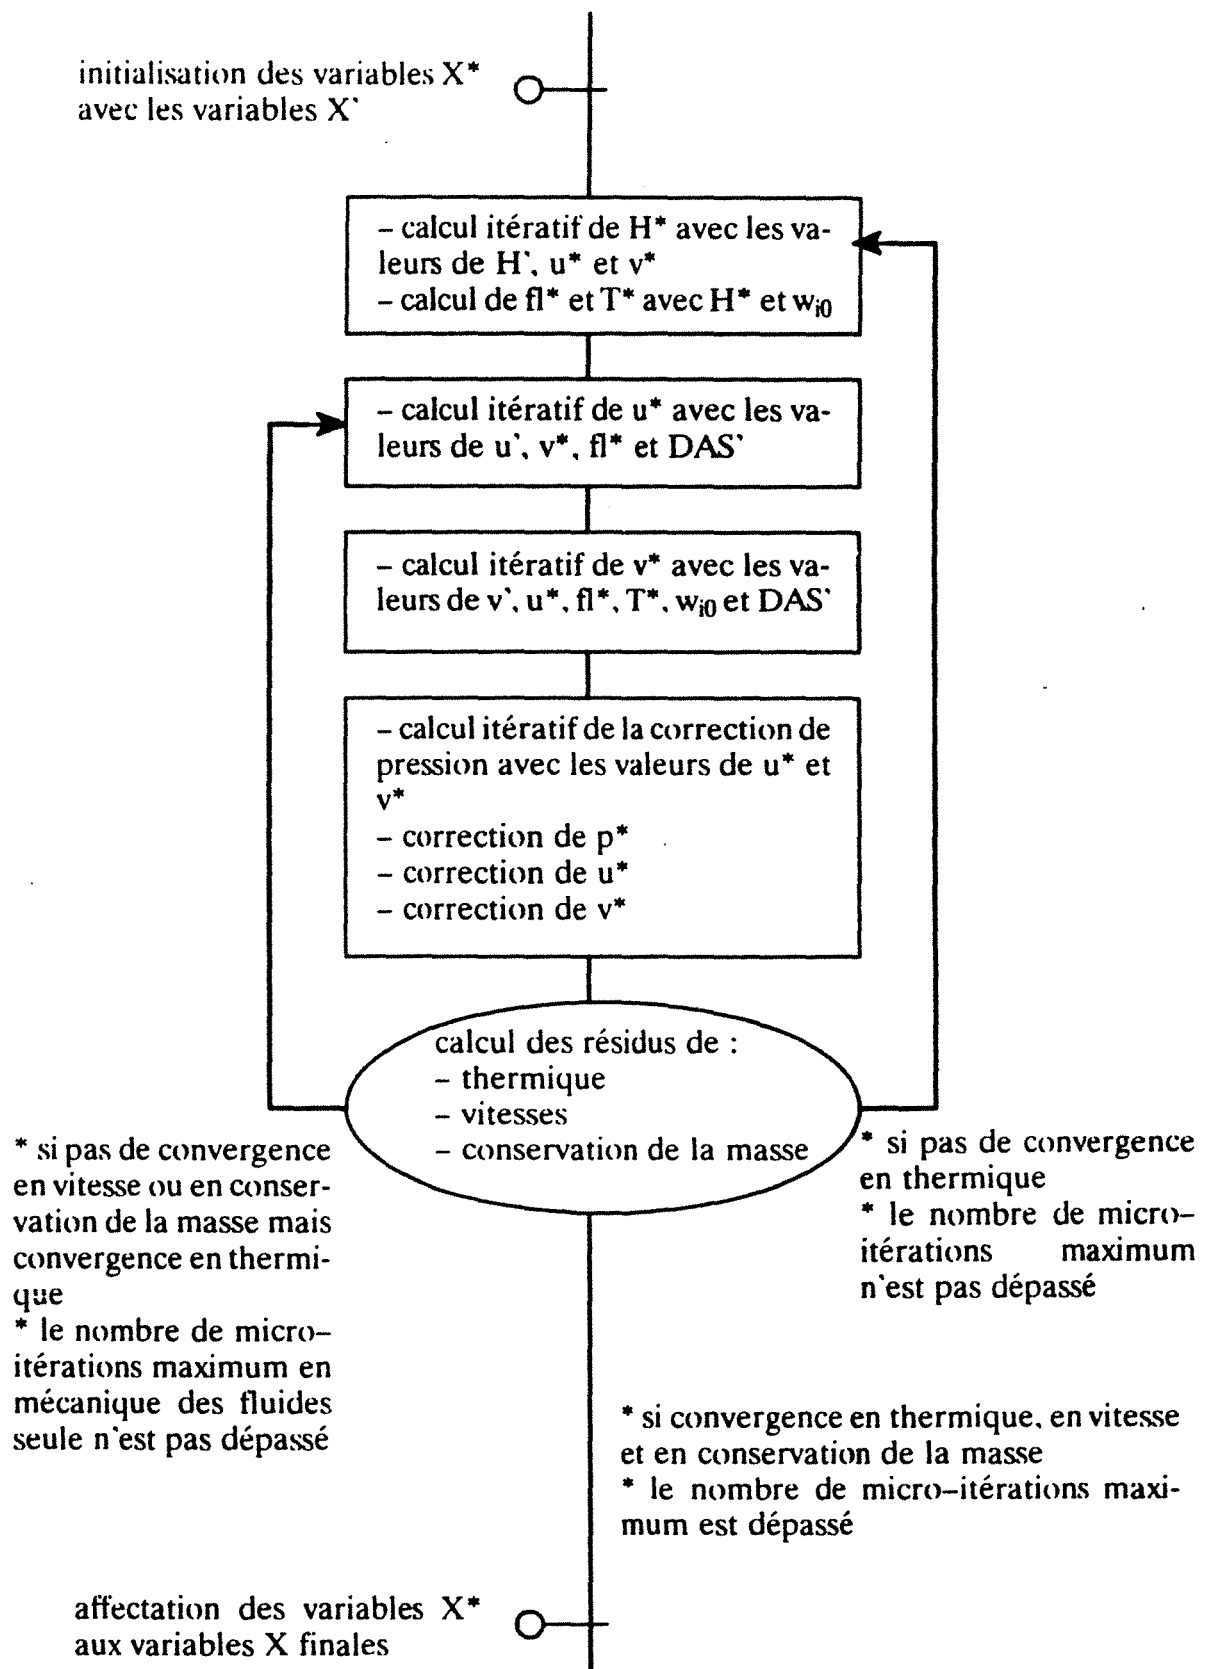 initialisation des variables X*
avec les variables X`
– calcul itératif de H* avec les va-
leurs de H`, u* et v*
– calcul de fl* et T* avec H* et wi0
– calcul itératif de u* avec les va-
leurs de u`, v*, fl* et DAS`
– calcul itératif de v* avec les va-
leurs de v`, u*, fl*, T*, wi0 et DAS`
– calcul itératif de la correction de
pression avec les valeurs de u* et
v*
– correction de p*
– correction de u*
– correction de v*
calcul des résidus de :
– thermique
– vitesses
– conservation de la masse
* si pas de convergence
en vitesse ou en conser-
vation de la masse mais
convergence en thermi-
que
* le nombre de micro–
itérations maximum en
mécanique des fluides
seule n`est pas dépassé
* si pas de convergence
en thermique
* le nombre de micro–
itérations maximum
n`est pas dépassé
* si convergence en thermique, en vitesse
et en conservation de la masse
* le nombre de micro–itérations maxi-
mum est dépassé
affectation des variables X*
aux variables X finales